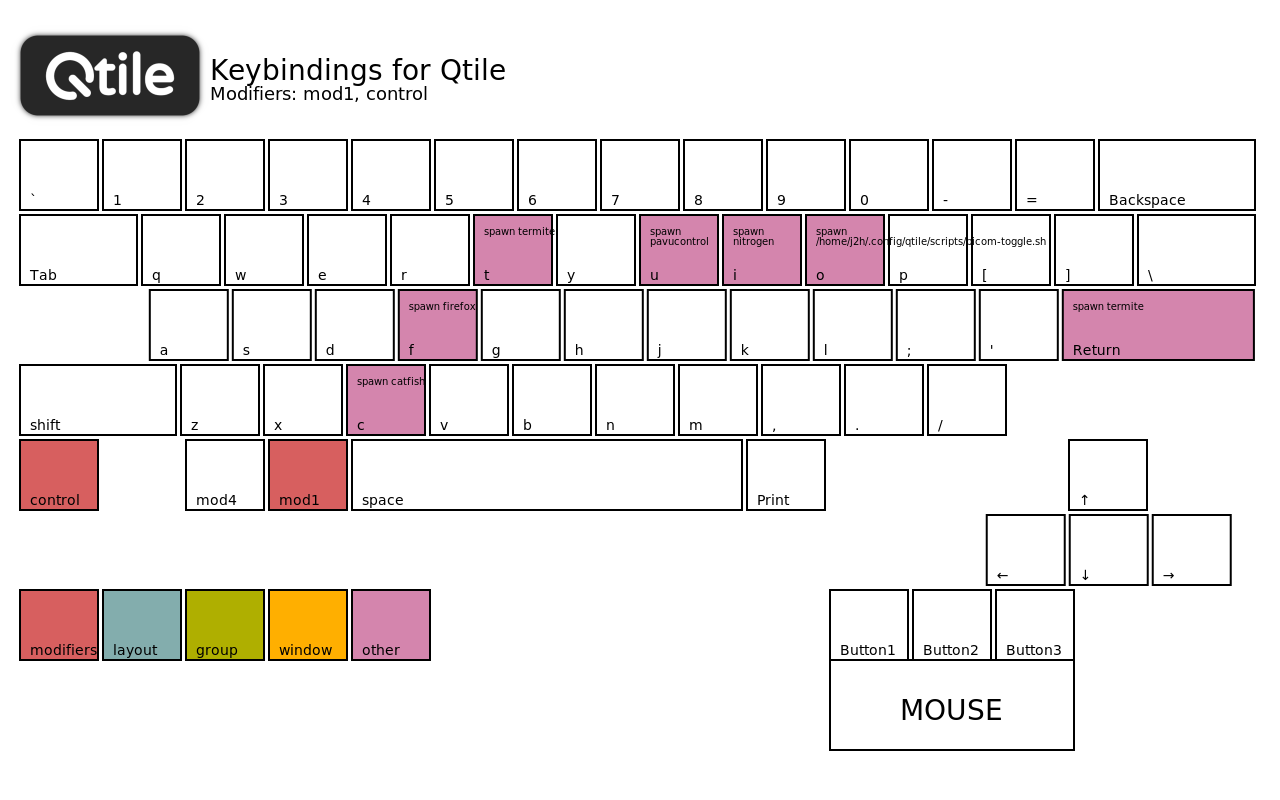 Qtile
Keybindings for Qtile
Modifiers: mod1, control
` 1 2 3 4 5 6 7 8 9 0 - = Backspace
spawn termite spawn spawn spawn
pavucontrol nitrogen /home/j2h/.config/qtile/scripts/picom-toggle.sh
Tab q w e r t y u i o p [ ] \
spawn firefox spawn termite
a s d f g h j k l ; ' Return
spawn catfish
shift z x c v b n m , . /
control mod4 mod1 space Print ↑
← ↓ →
modifiers layout group window other Button1 Button2 Button3
MOUSE